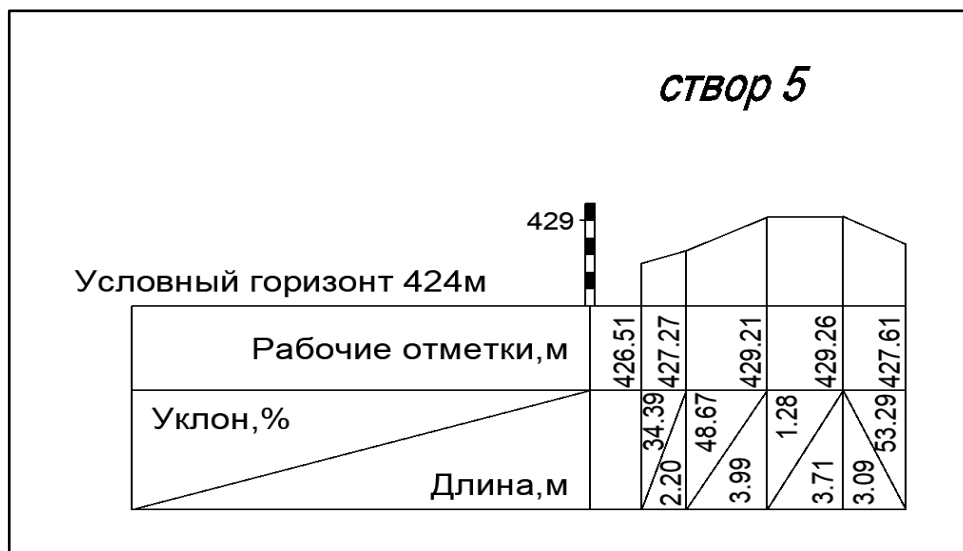 створ 5
429
Условный горизонт 424м
Рабочие отметки,м
426.51
427.27
429.21
429.26
427.61
Уклон,%
34.39
48.67
1.28
53.29
Длина,м
2.20
3.99
3.71
3.09